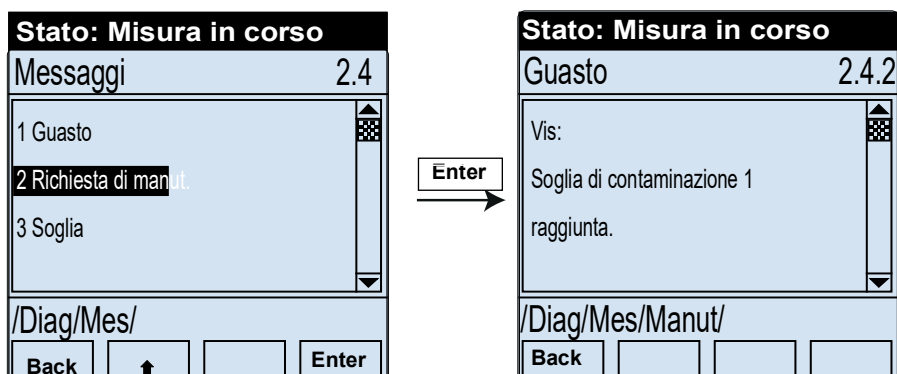 Stato: Misura in corso
Messaggi 2.4
1 Guasto
2 Richiesta di manut.
3 Soglia
/Diag/Mes/
Back Enter
Enter
Stato: Misura in corso
Guasto 2.4.2
Vis:
Soglia di contaminazione 1
raggiunta.
/Diag/Mes/Manut/
Back